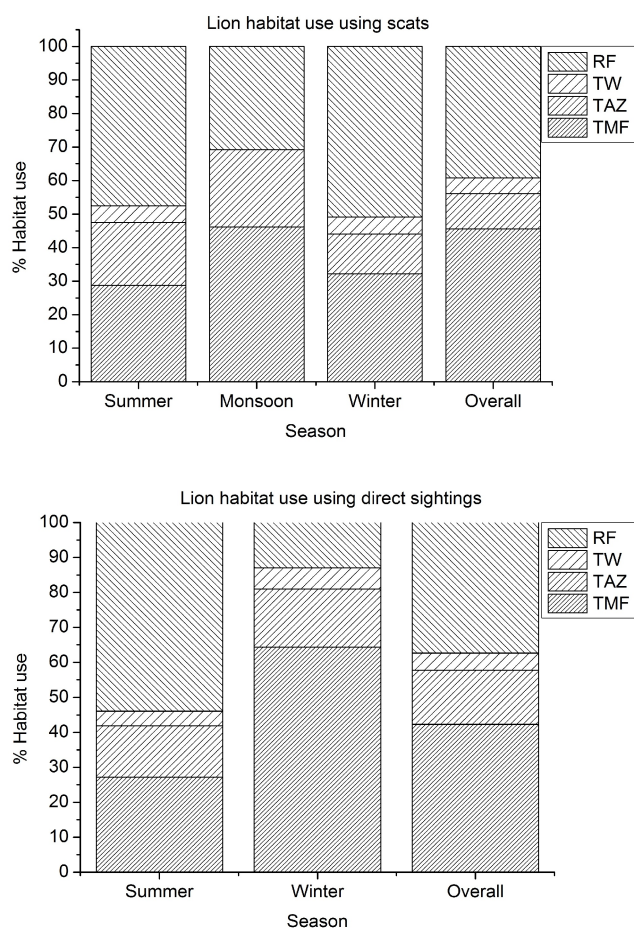 Lion habitat use using scats
100
90
80
70
60
50
40
30
20
10
0
% Habitat use
RF
TW
TAZ
TMF
Summer Monsoon Winter Overall
Season
Lion habitat use using direct sightings
100
90
80
70
60
50
40
30
20
10
0
% Habitat use
RF
TW
TAZ
TMF
Summer Winter Overall
Season